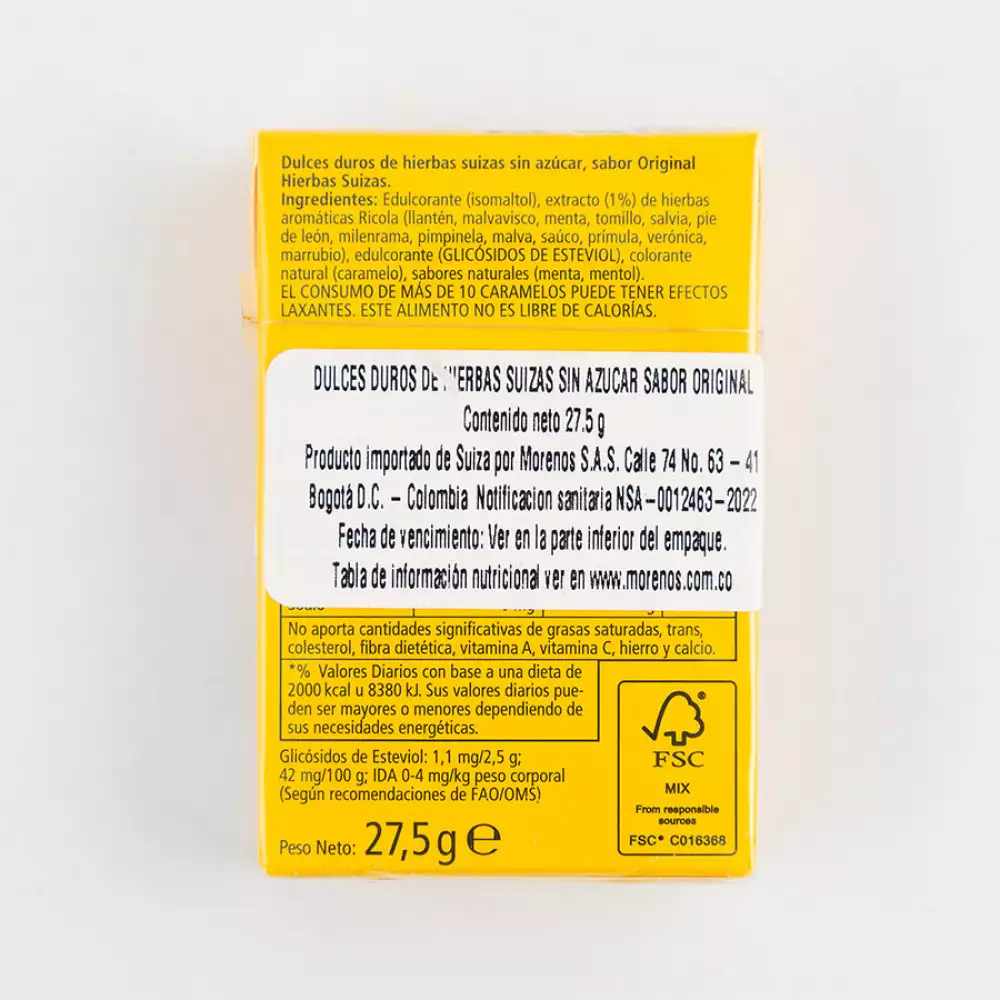 Dulces duros de hierbas suizas sin azúcar, sabor Original
Hierbas Suizas.
Ingredientes: Edulcorante (isomaltol), extracto (1%) de hierbas
aromáticas Ricola (llantén, malvavisco, menta, tomillo, salvia, pie
de león, milenrama, pimpinela, malva, saúco, prímula, verónica,
marrubio), edulcorante (GLICÓSIDOS DE ESTEVIOL), colorante
natural (caramelo), sabores naturales (menta, mentol).
EL CONSUMO DE MÁS DE 10 CARAMELOS PUEDE TENER EFECTOS
LAXANTES. ESTE ALIMENTO NO ES LIBRE DE CALORÍAS.
DULCES DUROS DE SUIZAS SIN AZUCAR SABOR ORIGINAL
Contenido neto 27.5 g
Producto importado de Suiza por Morenos S.A.S. Calle 74 No. 63 – 41
Bogotá D.C. – Colombia Notificacion sanitaria NSA–0012463–2022
Fecha de vencimiento: Ver en la parte inferior del empaque.
Tabla de información nutricional ver en www.morenos.com.co
No aporta cantidades significativas de grasas saturadas, trans,
colesterol, fibra dietética, vitamina A, vitamina C, hierro y calcio.
*% Valores Diarios con base a una dieta de
2000 kcal u 8380 kJ. Sus valores diarios pue-
den ser mayores o menores dependiendo de
sus necesidades energéticas.
Glicósidos de Esteviol: 1,1 mg/2,5 g;
42 mg/100 g; IDA 0-4 mg/kg peso corporal
(Según recomendaciones de FAO/OMS)
Peso Neto: 27,5 g ℮
®
FSC
MIX
From responsible
sources
FSC® C016368